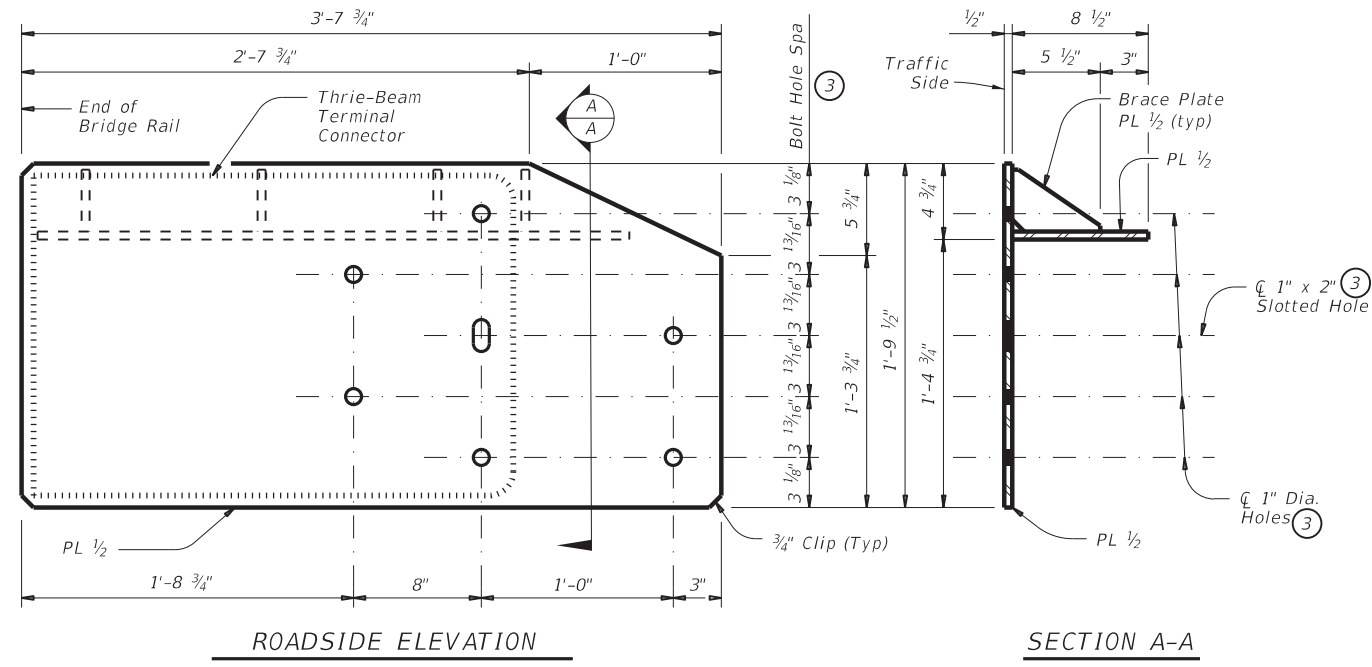 3'-7 ¾"
2'-7 ¾"
1'-0"
End of
Bridge Rail
Thrie-Beam
Terminal
Connector
A
A
Bolt Hole Spa
3
3 ⅛"
3 13/16"
3 13/16"
3 13/16"
3 13/16"
3 ⅛"
5 ¾"
1'-3 ¾"
1'-9 ½"
4 ¾"
1'-4 ¾"
PL ½
¾" Clip (Typ)
1'-8 ¾"
8"
1'-0"
3"
ROADSIDE ELEVATION
½"
8 ½"
5 ½"
3"
Traffic
Side
Brace Plate
PL ½ (typ)
PL ½
℄ 1" x 2" 3
Slotted Hole
℄ 1" Dia.
Holes 3
PL ½
SECTION A-A